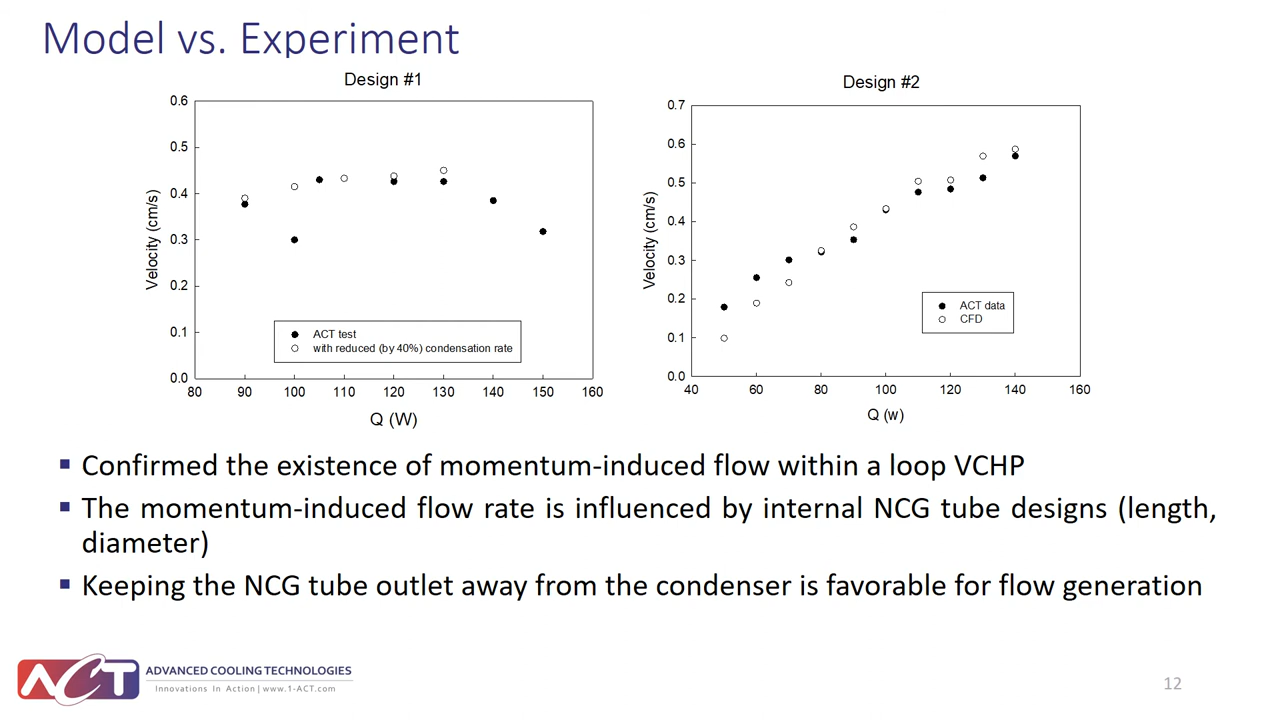 Model vs. Experiment
Design #1
0.6
0.5
0.4
0.3
0.2
0.1
0.0
Velocity (cm/s)
ACT test
with reduced (by 40%) condensation rate
80 90 100 110 120 130 140 150 160
Q (W)
Design #2
0.7
0.6
0.5
0.4
0.3
0.2
0.1
0.0
Velocity (cm/s)
ACT data
CFD
40 60 80 100 120 140 160
Q (w)
Confirmed the existence of momentum-induced flow within a loop VCHP
The momentum-induced flow rate is influenced by internal NCG tube designs (length,
diameter)
Keeping the NCG tube outlet away from the condenser is favorable for flow generation
ACT
ADVANCED COOLING TECHNOLOGIES
Innovations In Action | www.1-ACT.com
12